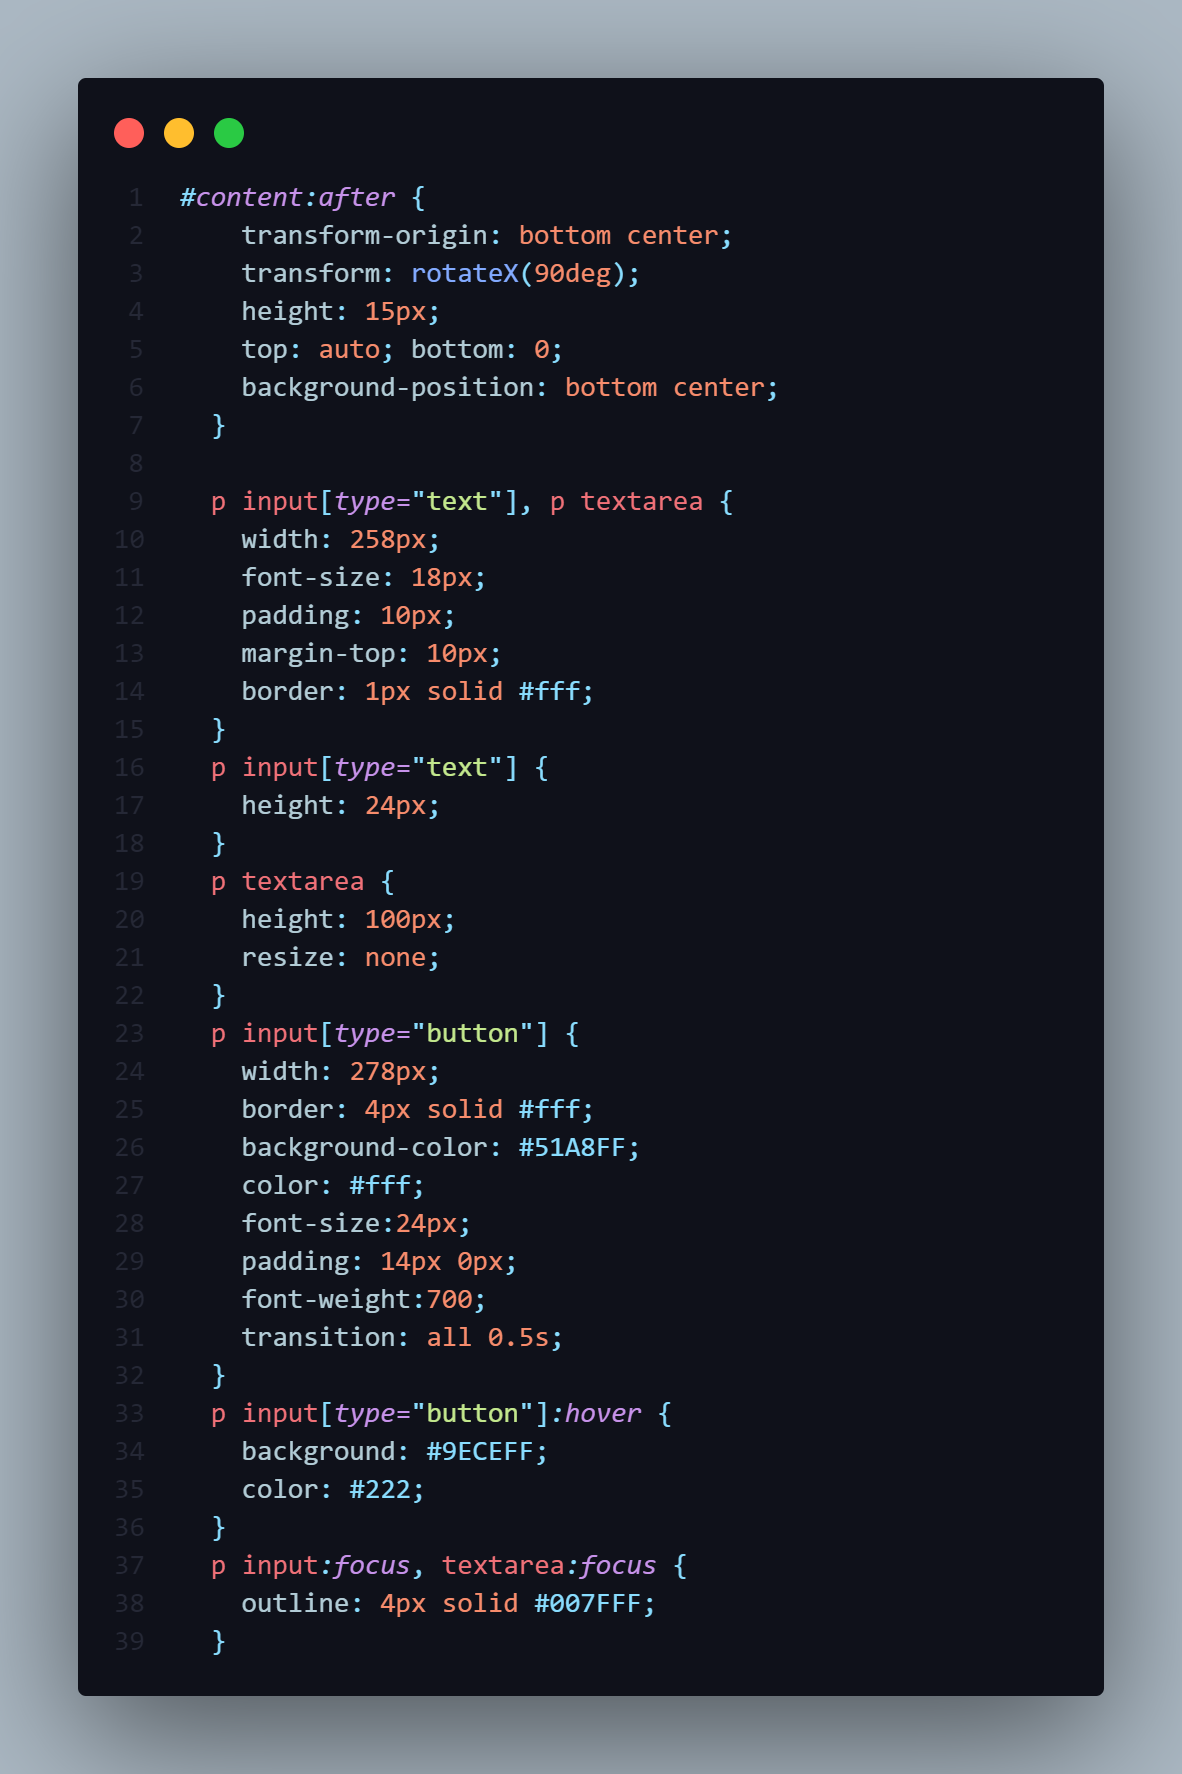 1 #content:after {
2 transform-origin: bottom center;
3 transform: rotateX(90deg);
4 height: 15px;
5 top: auto; bottom: 0;
6 background-position: bottom center;
7 }
8
9 p input[type="text"], p textarea {
10 width: 258px;
11 font-size: 18px;
12 padding: 10px;
13 margin-top: 10px;
14 border: 1px solid #fff;
15 }
16 p input[type="text"] {
17 height: 24px;
18 }
19 p textarea {
20 height: 100px;
21 resize: none;
22 }
23 p input[type="button"] {
24 width: 278px;
25 border: 4px solid #fff;
26 background-color: #51A8FF;
27 color: #fff;
28 font-size:24px;
29 padding: 14px 0px;
30 font-weight:700;
31 transition: all 0.5s;
32 }
33 p input[type="button"]:hover {
34 background: #9ECEFF;
35 color: #222;
36 }
37 p input:focus, textarea:focus {
38 outline: 4px solid #007FFF;
39 }